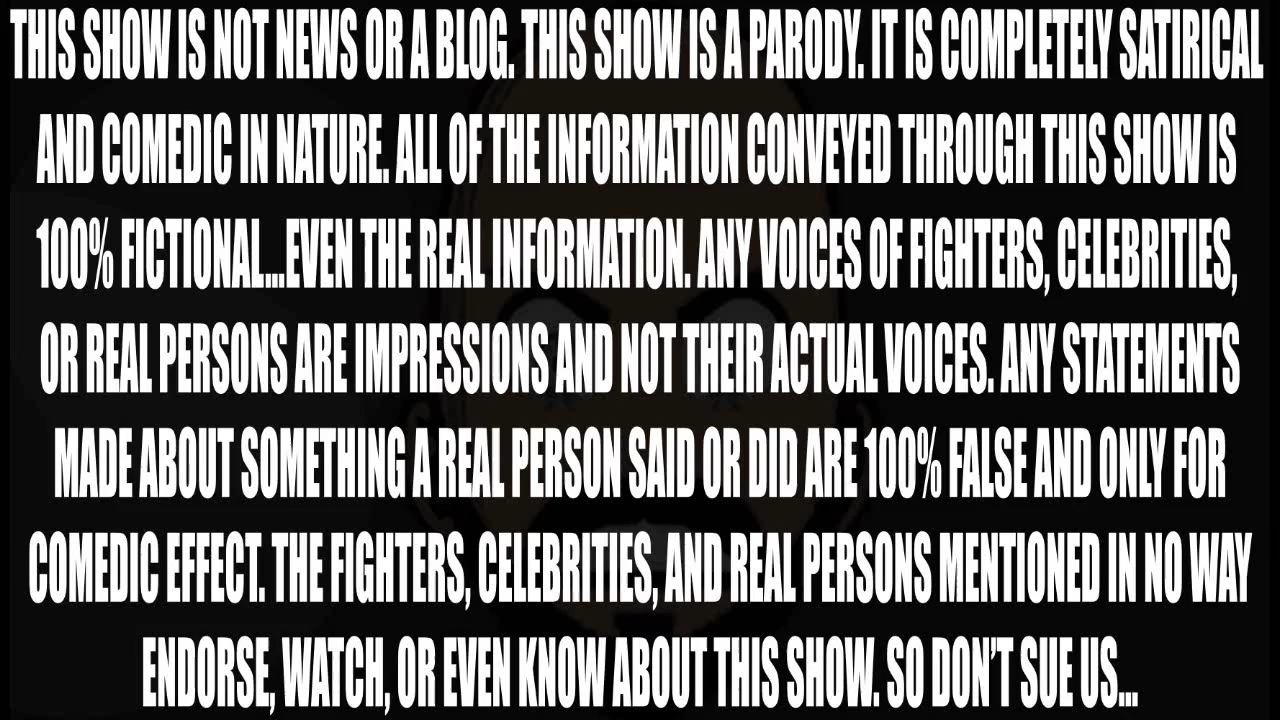 THIS SHOW IS NOT NEWS OR A BLOG. THIS SHOW IS A PARODY. IT IS COMPLETELY SATIRICAL
AND COMEDIC IN NATURE. ALL OF THE INFORMATION CONVEYED THROUGH THIS SHOW IS
100% FICTIONAL...EVEN THE REAL INFORMATION. ANY VOICES OF FIGHTERS, CELEBRITIES,
OR REAL PERSONS ARE IMPRESSIONS AND NOT THEIR ACTUAL VOICES. ANY STATEMENTS
MADE ABOUT SOMETHING A REAL PERSON SAID OR DID ARE 100% FALSE AND ONLY FOR
COMEDIC EFFECT. THE FIGHTERS, CELEBRITIES, AND REAL PERSONS MENTIONED IN NO WAY
ENDORSE, WATCH, OR EVEN KNOW ABOUT THIS SHOW. SO DON'T SUE US...